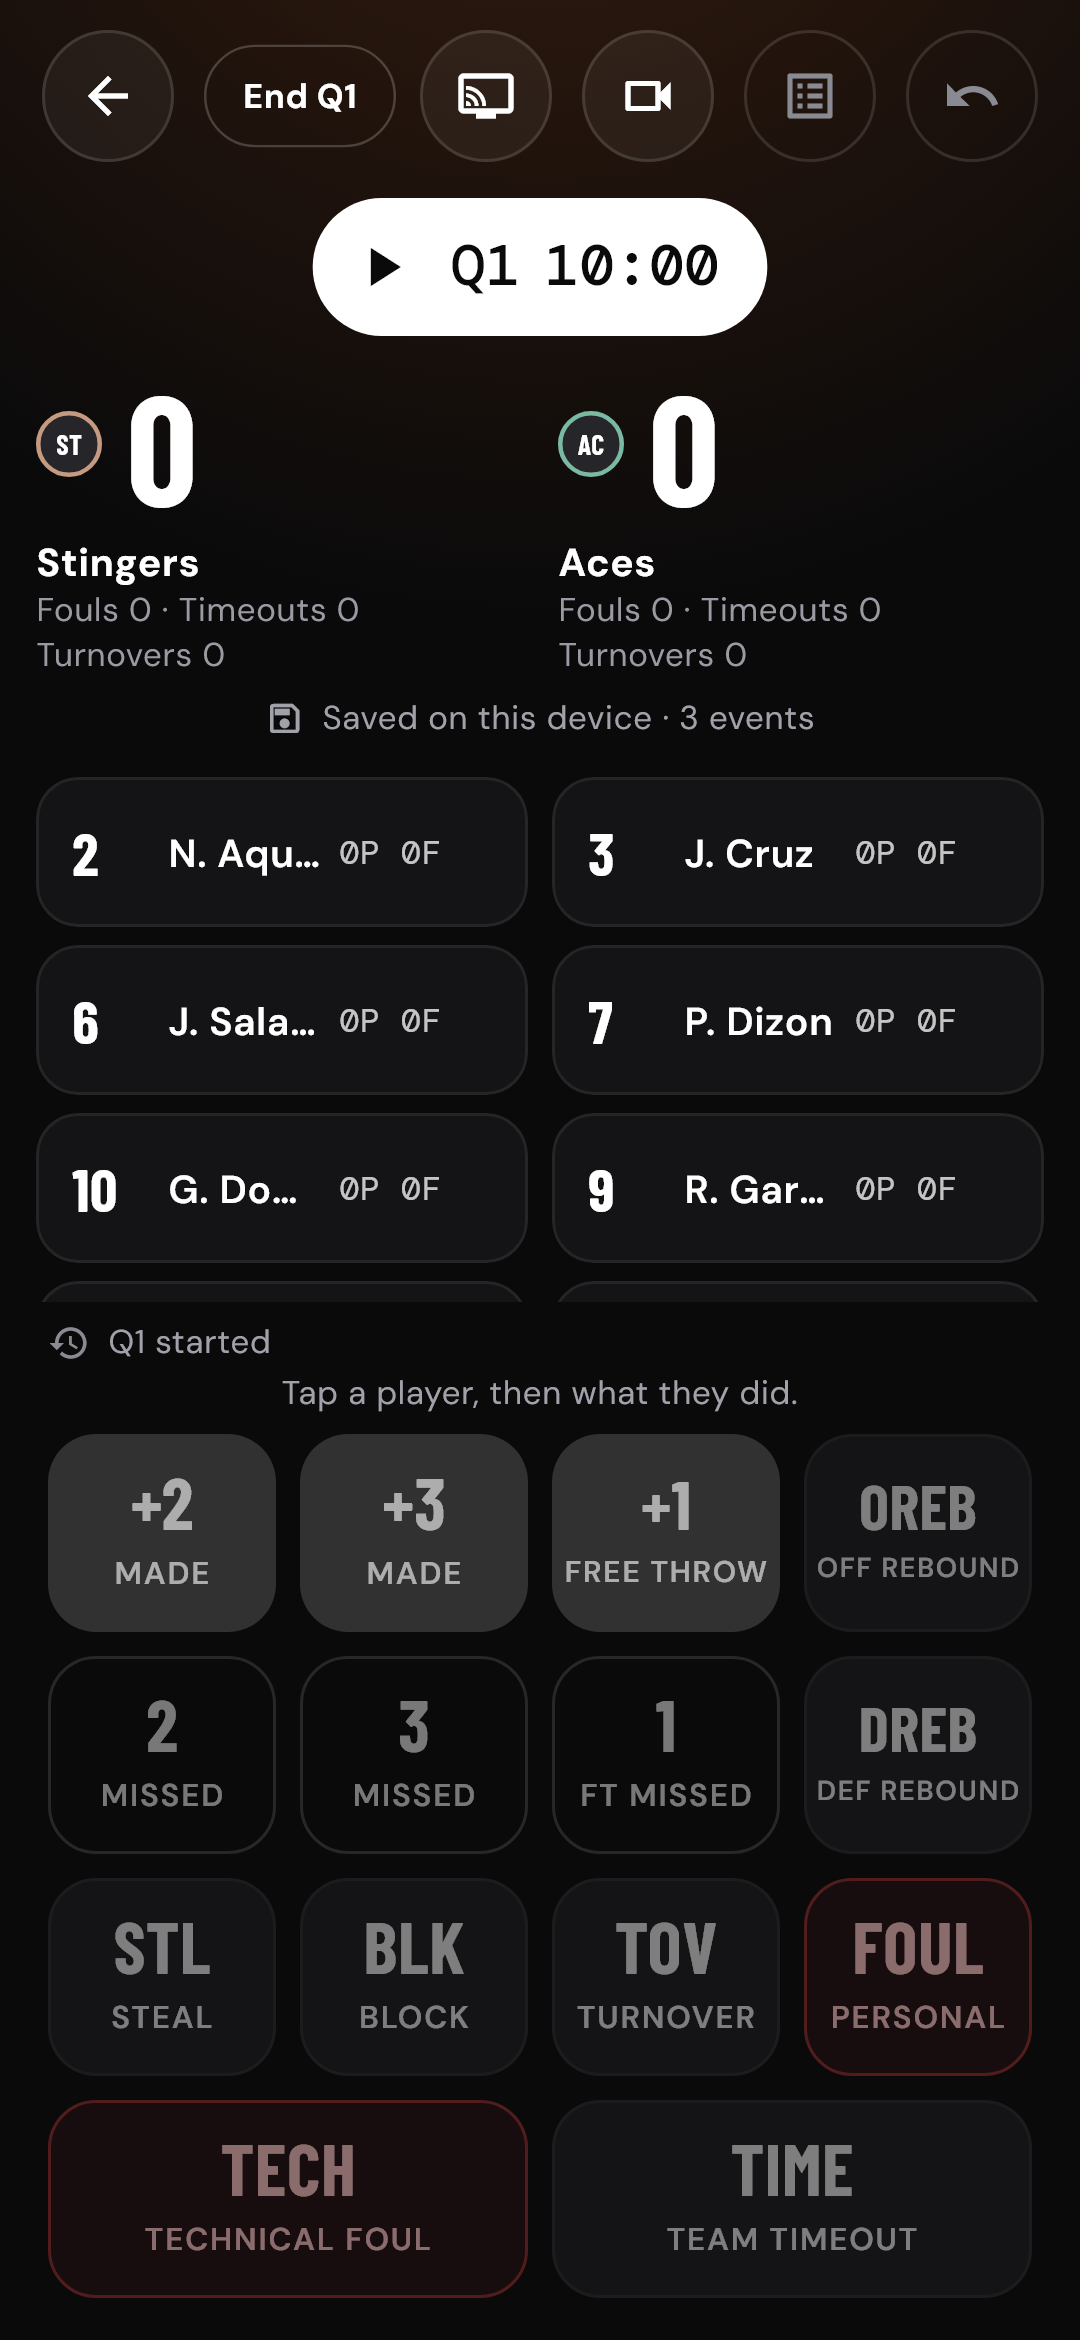 End Q1
Q1 10:00
ST 0
AC 0
Stingers
Fouls 0 · Timeouts 0
Turnovers 0
Aces
Fouls 0 · Timeouts 0
Turnovers 0
Saved on this device · 3 events
2 N. Aqu... 0P 0F
3 J. Cruz 0P 0F
6 J. Sala... 0P 0F
7 P. Dizon 0P 0F
10 G. Do... 0P 0F
9 R. Gar... 0P 0F
Q1 started
Tap a player, then what they did.
+2
MADE
+3
MADE
+1
FREE THROW
OREB
OFF REBOUND
2
MISSED
3
MISSED
1
FT MISSED
DREB
DEF REBOUND
STL
STEAL
BLK
BLOCK
TOV
TURNOVER
FOUL
PERSONAL
TECH
TECHNICAL FOUL
TIME
TEAM TIMEOUT